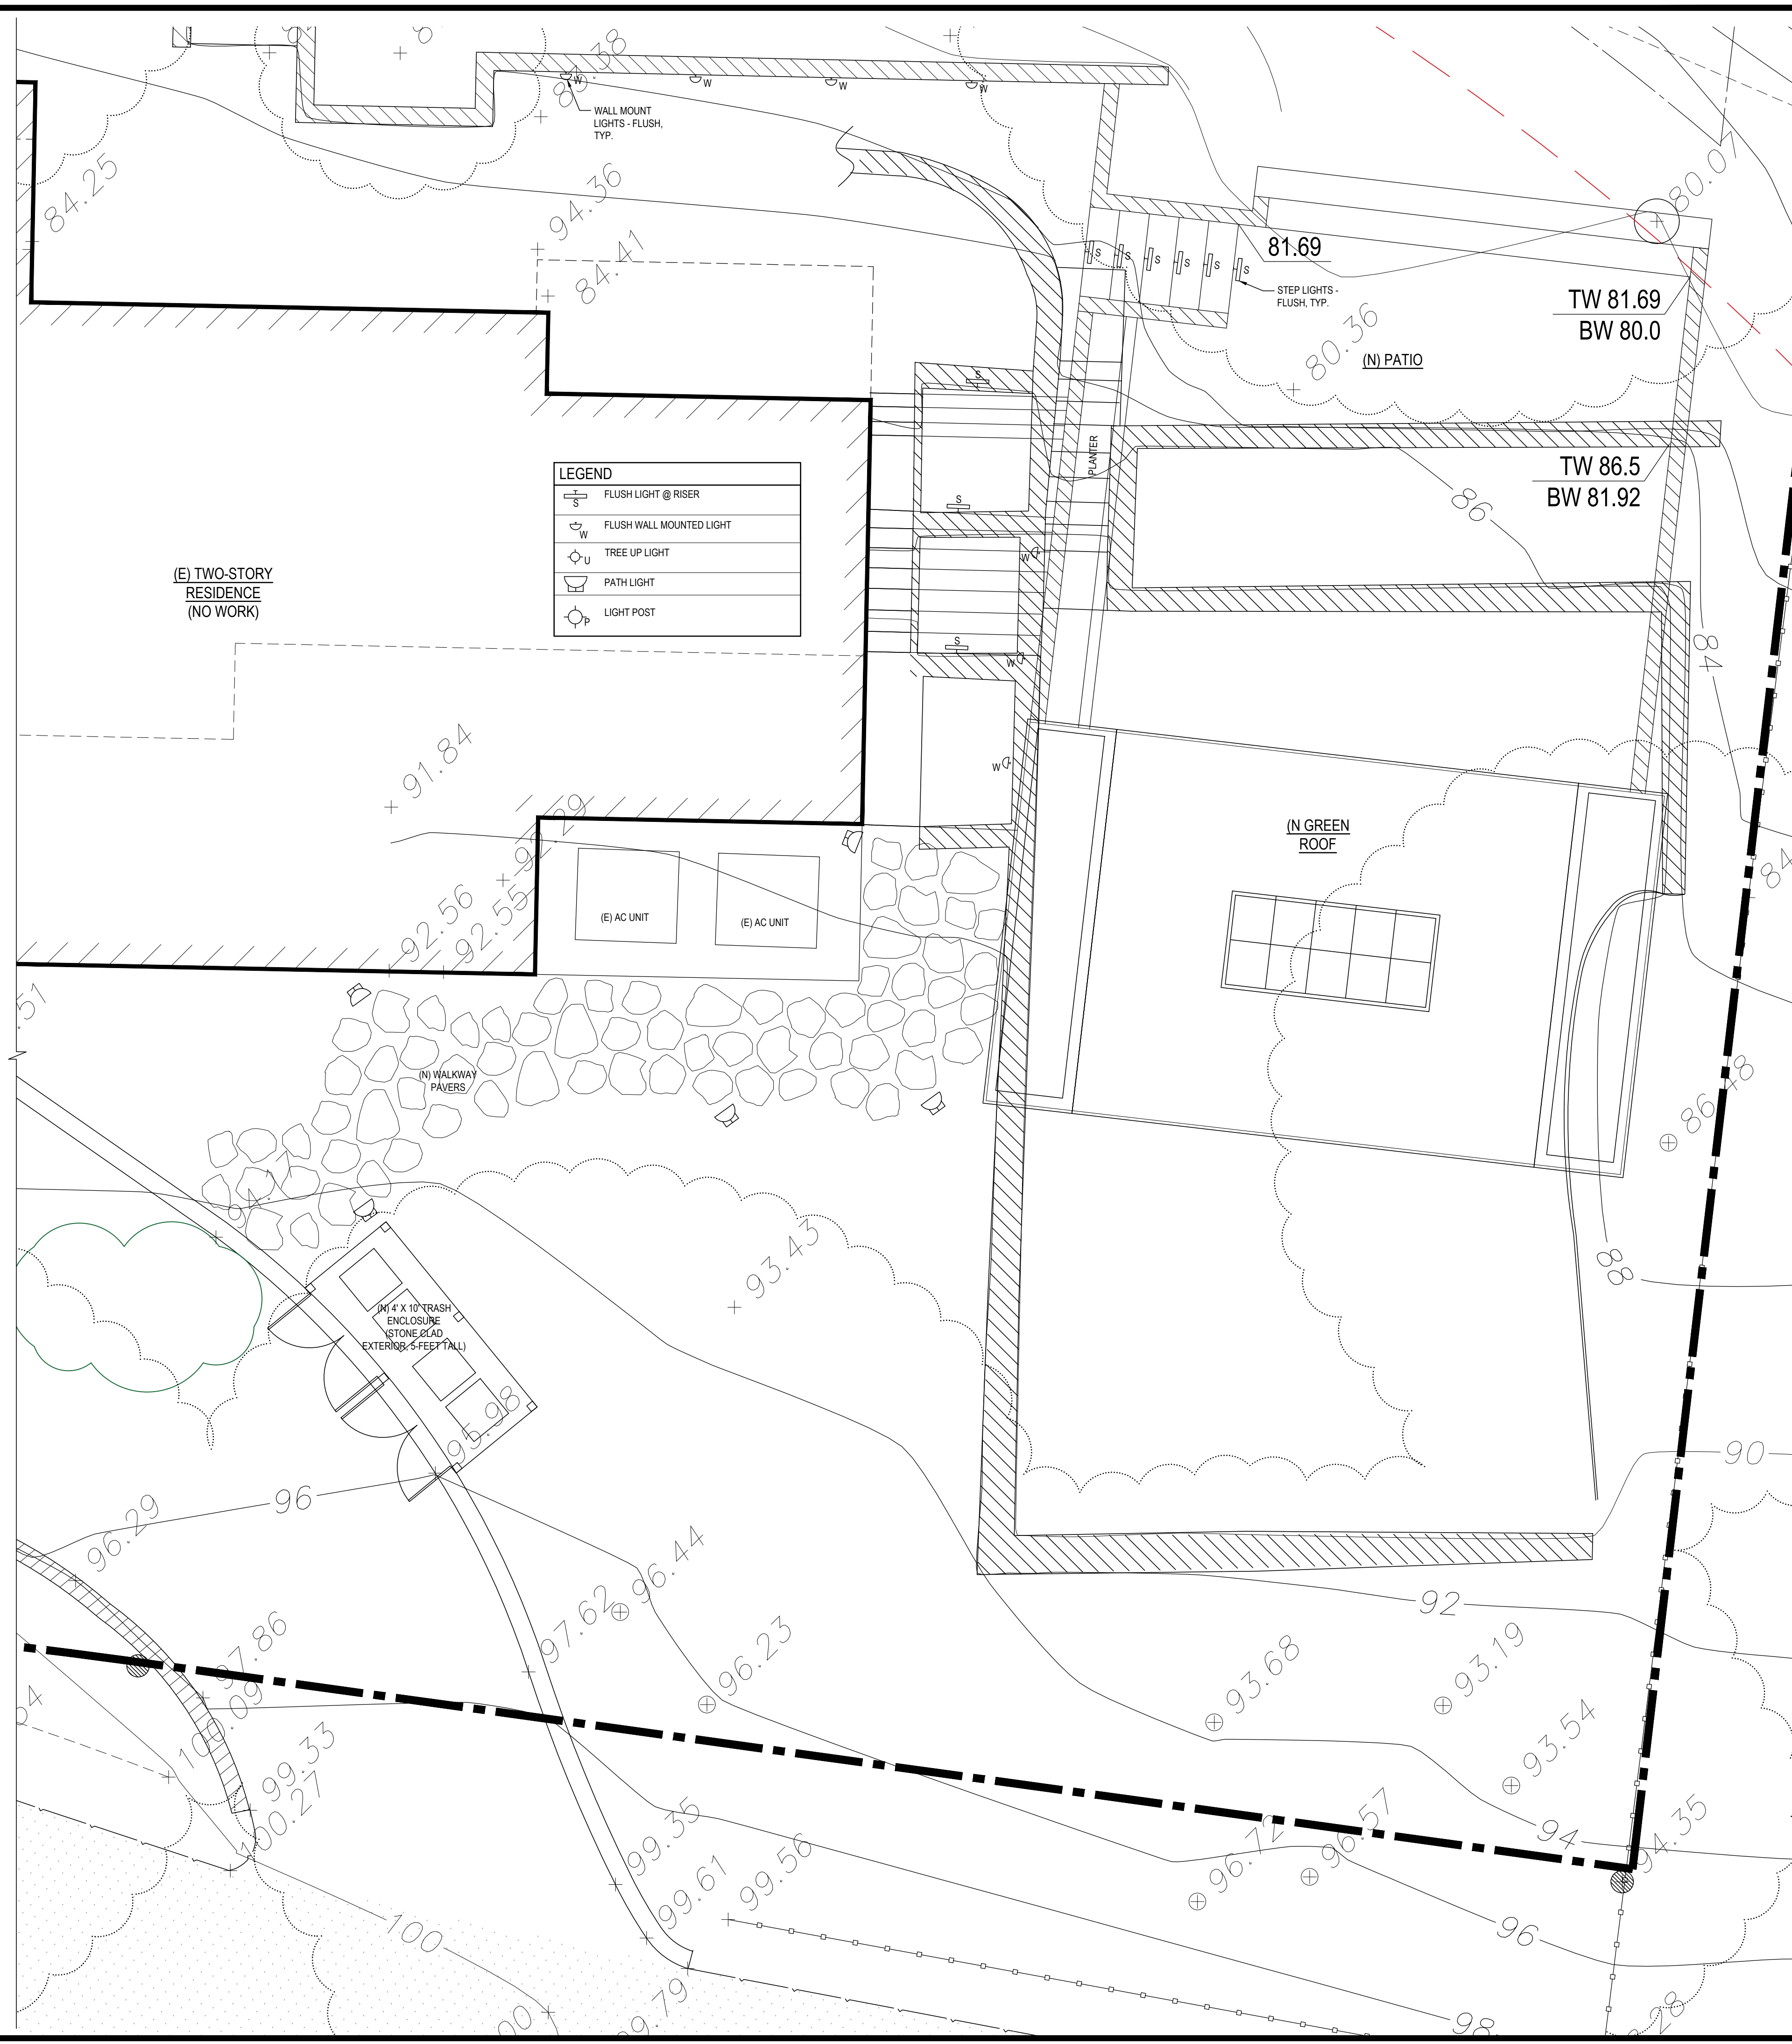 W
W
W
W
WALL MOUNT
LIGHTS - FLUSH,
TYP.
84.25
94.36
84.41
80.07
81.69
S
S
S
S
S
S
STEP LIGHTS -
FLUSH, TYP.
TW 81.69
BW 80.0
80.36
(N) PATIO
S
PLANTER
TW 86.5
BW 81.92
86
LEGEND
S FLUSH LIGHT @ RISER
W FLUSH WALL MOUNTED LIGHT
U TREE UP LIGHT
PATH LIGHT
P LIGHT POST
S
W
(E) TWO-STORY
RESIDENCE
(NO WORK)
S
W
84
91.84
W
(N GREEN
ROOF
84
92.56
92.55
(E) AC UNIT
(E) AC UNIT
(N) WALKWAY
PAVERS
86
88
93.43
(N) 4' X 10' TRASH
ENCLOSURE
(STONE CLAD
EXTERIOR, 5-FEET TALL)
95.98
90
96
96.29
96.44
97.62
92
97.86
96.23
93.68
93.19
100.09
93.54
99.33
100.27
99.35
99.56
99.61
96.72
96.57
94
94.35
100
96
98